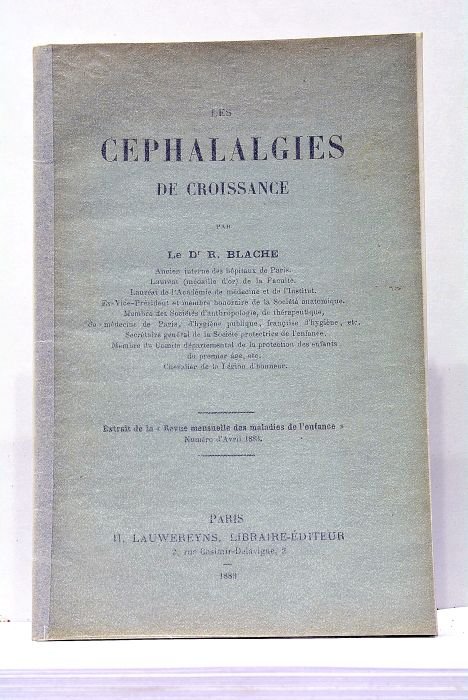 LES
CEPHALALGIES
DE CROISSANCE
PAR
Le Dr R. BLACHE
Ancien interne des hôpitaux de Paris.
Lauréat (médaille d'or) de la Faculté.
Lauréat de l'Académie de médecine et de l'Institut.
Ex-Vice-Président et membre honoraire de la Société anatomique.
Membre des Sociétés d'anthropologie, de thérapeutique,
de médecine de Paris, d'hygiène publique, française d'hygiène, etc.
Secrétaire général de la Société protectrice de l'enfance.
Membre du Comité départemental de la protection des enfants
du premier âge, etc.
Chevalier de la Légion d'honneur.
Extrait de la « Revue mensuelle des maladies de l'enfance »
Numéro d'Avril 1883.
PARIS
H. LAUWEREYNS, LIBRAIRE-ÉDITEUR
2, rue Casimir-Delavigne, 2
1883